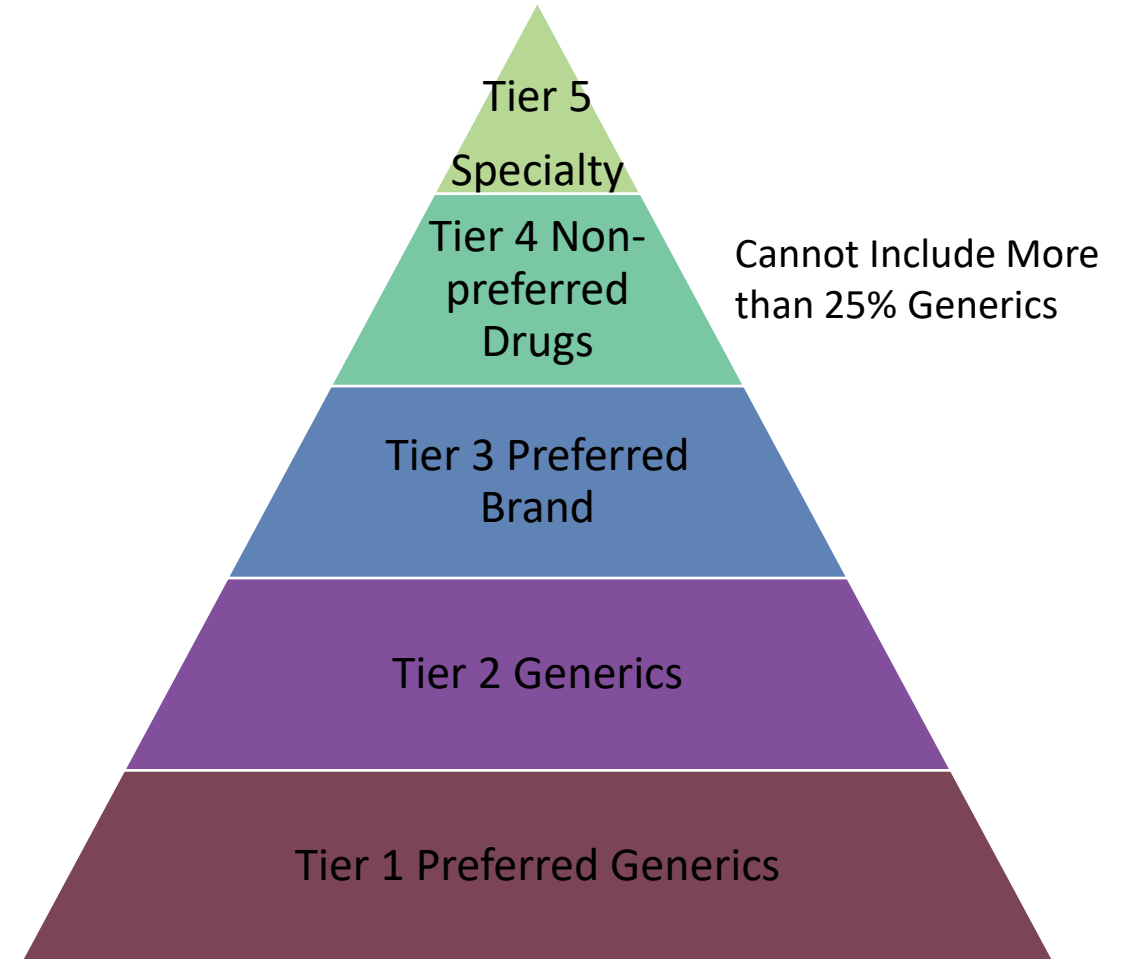 Tier 5
Specialty
Tier 4 Non-
preferred
Drugs
Cannot Include More
than 25% Generics
Tier 3 Preferred
Brand
Tier 2 Generics
Tier 1 Preferred Generics